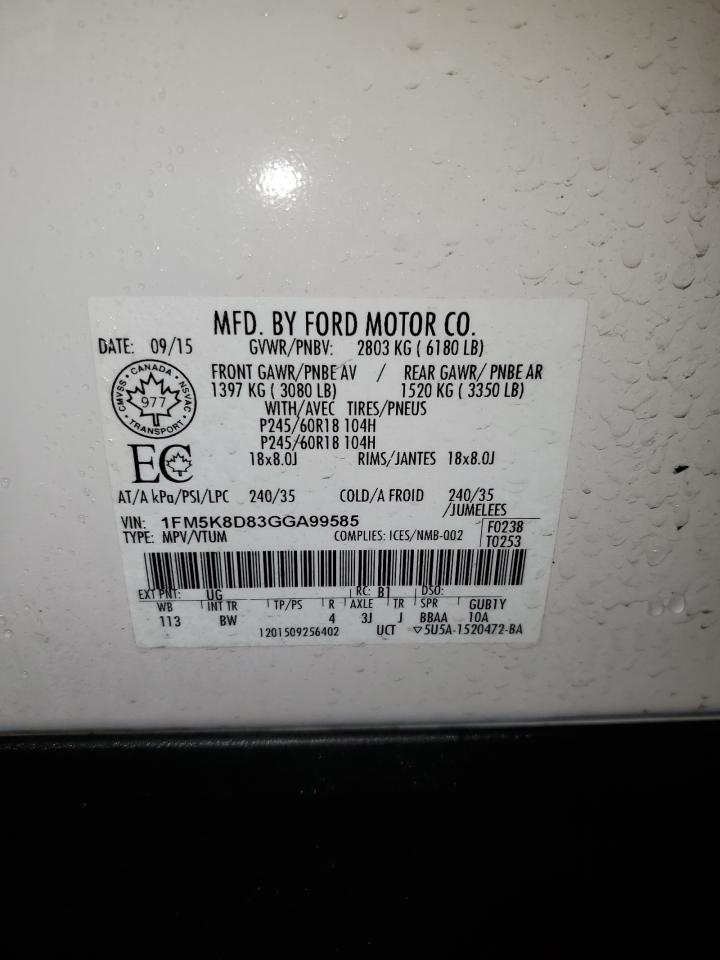 MFD. BY FORD MOTOR CO.
DATE: 09/15 GVWR/PNBV: 2803 KG ( 6180 LB)
FRONT GAWR/PNBE AV / REAR GAWR/ PNBE AR
1397 KG ( 3080 LB) 1520 KG ( 3350 LB)
CMVSS • CANADA • NSVAC • TRANSPORT •
977
WITH/AVEC TIRES/PNEUS
P245/60R18 104H
P245/60R18 104H
EC
18x8.0J RIMS/JANTES 18x8.0J
AT/A kPa/PSI/LPC 240/35 COLD/A FROID 240/35
/JUMELEES
VIN: 1FM5K8D83GGA99585
F0238
TYPE: MPV/VTUM COMPLIES: ICES/NMB-002
T0253
EXT PNT: UG RC: B1 DSO:
WB INT TR TP/PS R AXLE TR SPR GUB1Y
113 BW 4 3J J BBAA 10A
1201509256402 UCT ▽5U5A-1520472-BA